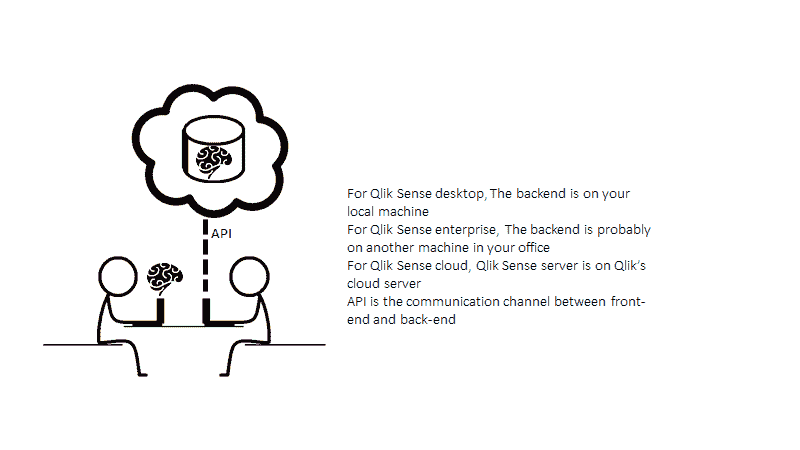 API
For Qlik Sense desktop, The backend is on your
local machine
For Qlik Sense enterprise, The backend is probably
on another machine in your office
For Qlik Sense cloud, Qlik Sense server is on Qlik's
cloud server
API is the communication channel between front-
end and back-end